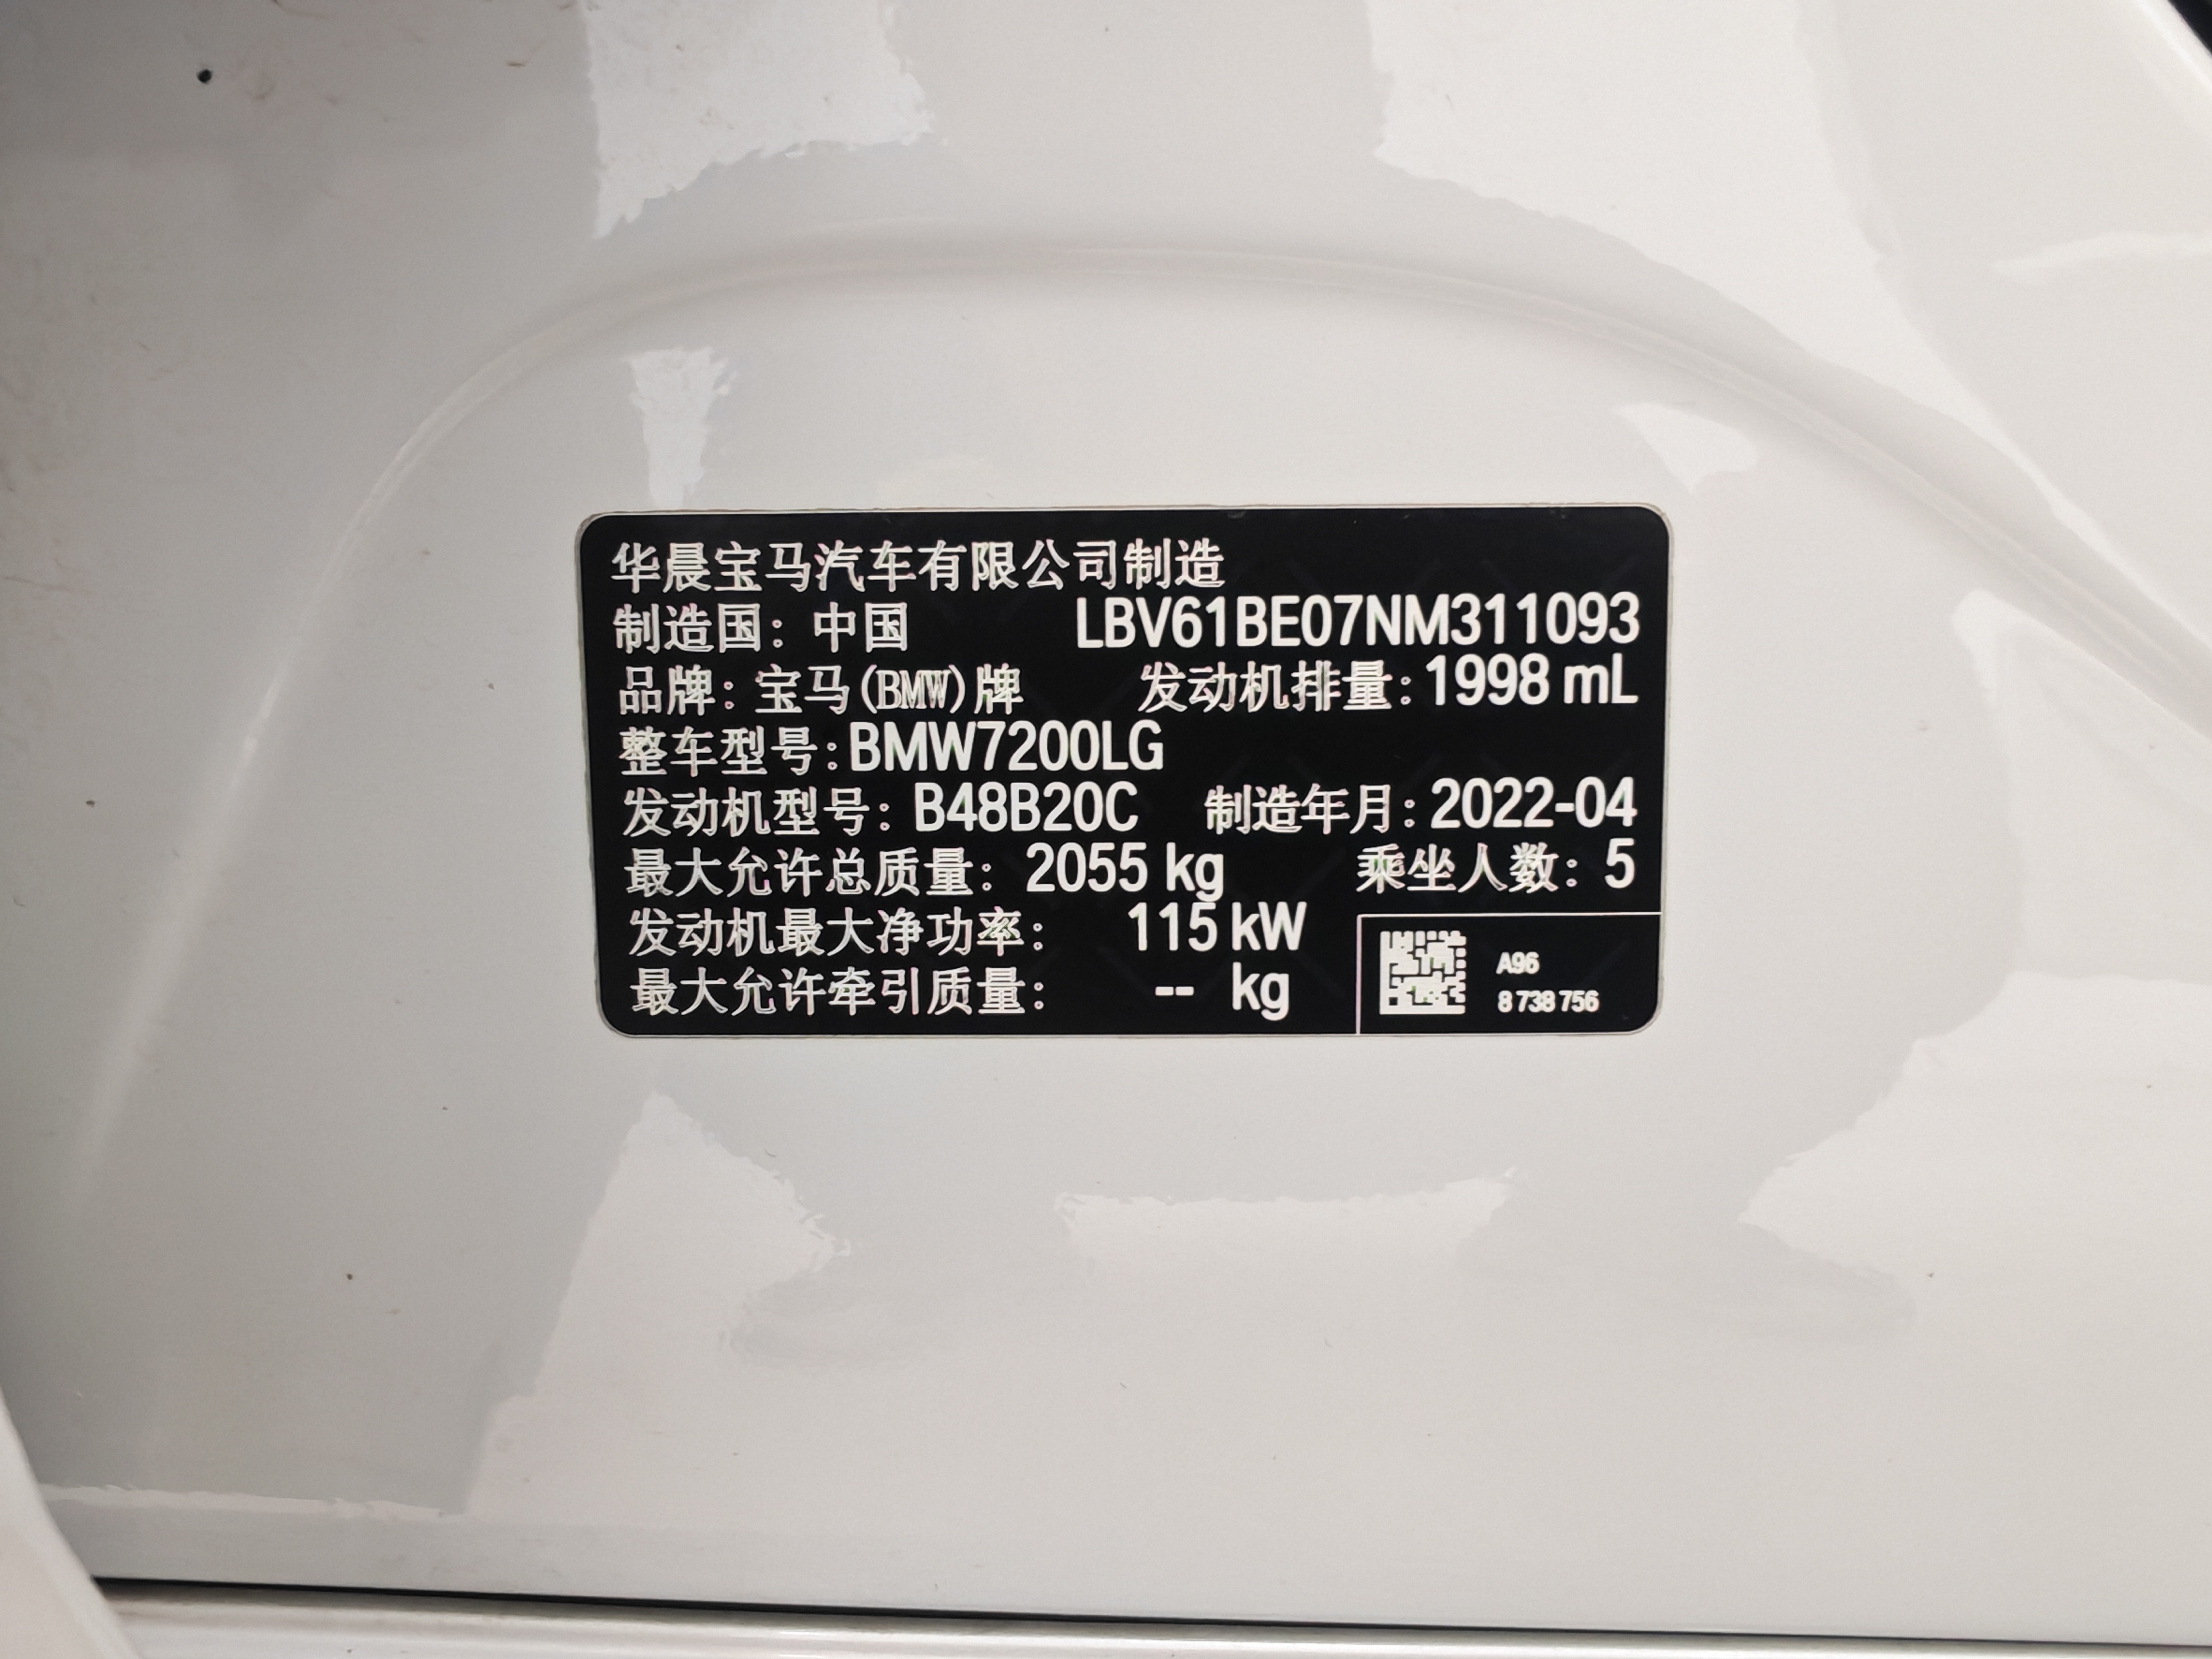 华晨宝马汽车有限公司制造
制造国：中国 LBV61BE07NM311093
品牌：宝马(BMW)牌 发动机排量：1998 mL
整车型号：BMW7200LG
发动机型号：B48B20C 制造年月：2022-04
最大允许总质量：2055 kg 乘坐人数：5
发动机最大净功率：115 kW
最大允许牵引质量：-- kg
A96
8 738 756